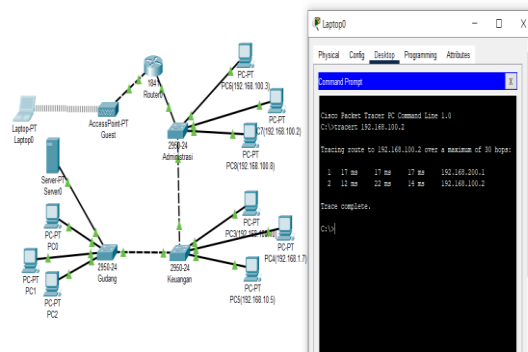 Laptop-PT
Laptop0
AccessPoint-PT
Guest
1841
Router0
PC-PT
PC6(192.168.100.3)
PC-PT
PC7(192.168.100.2)
PC-PT
PC8(192.168.100.8)
2950-24
Administrasi
Server-PT
Server0
PC-PT
PC0
PC-PT
PC1
PC-PT
PC2
2950-24
Gudang
2950-24
Keuangan
PC-PT
PC-PT
PC4(192.168.1.7)
PC-PT
PC5(192.168.10.5)
Laptop0
Physical Config Desktop Programming Attributes
Command Prompt
X
Cisco Packet Tracer PC Command Line 1.0
C:\>tracert 192.168.100.2
Tracing route to 192.168.100.2 over a maximum of 30 hops:
1 17 ms 17 ms 17 ms 192.168.200.1
2 12 ms 22 ms 14 ms 192.168.100.2
Trace complete.
C:\>